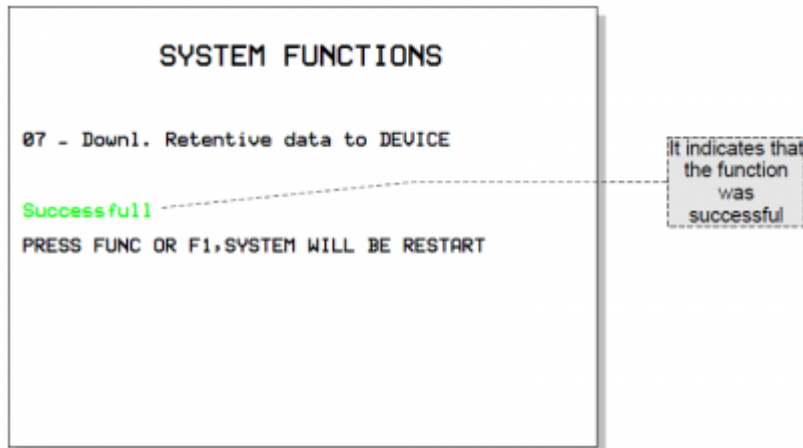 SYSTEM FUNCTIONS
07 - Downl. Retentive data to DEVICE
Successfull
PRESS FUNC OR F1,SYSTEM WILL BE RESTART
It indicates that
the function
was
successful